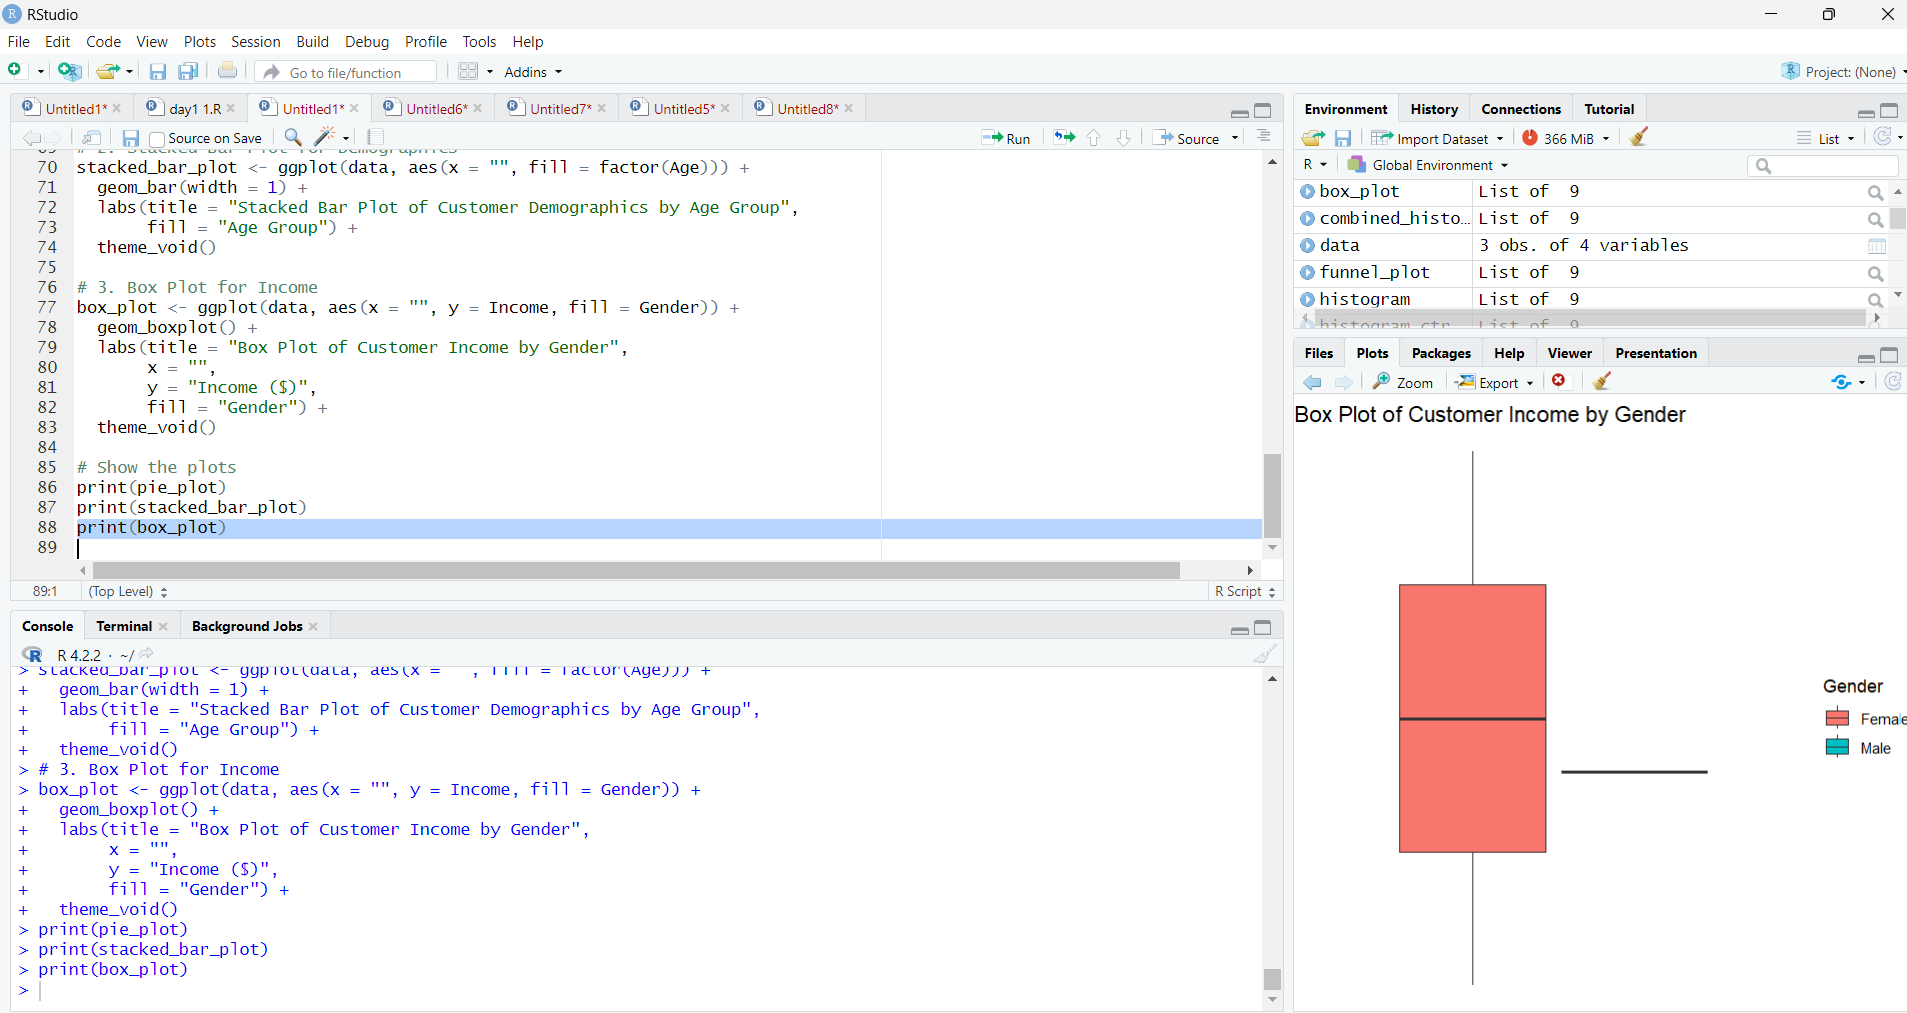 RStudio
File Edit Code View Plots Session Build Debug Profile Tools Help
Go to file/function Addins Project: (None)
Untitled1* day1 1.R Untitled1* Untitled6* Untitled7* Untitled5* Untitled8*
Source on Save Run Source
70 stacked_bar_plot <- ggplot(data, aes(x = "", fill = factor(Age))) +
71 geom_bar(width = 1) +
72 labs(title = "Stacked Bar Plot of Customer Demographics by Age Group",
73 fill = "Age Group") +
74 theme_void()
75
76 # 3. Box Plot for Income
77 box_plot <- ggplot(data, aes(x = "", y = Income, fill = Gender)) +
78 geom_boxplot() +
79 labs(title = "Box Plot of Customer Income by Gender",
80 x = "",
81 y = "Income ($)",
82 fill = "Gender") +
83 theme_void()
84
85 # Show the plots
86 print(pie_plot)
87 print(stacked_bar_plot)
88 print(box_plot)
89
89:1 (Top Level) R Script
Console Terminal Background Jobs
R 4.2.2 · ~/
> stacked_bar_plot <- ggplot(data, aes(x = "", fill = factor(Age))) +
+ geom_bar(width = 1) +
+ labs(title = "Stacked Bar Plot of Customer Demographics by Age Group",
+ fill = "Age Group") +
+ theme_void()
> # 3. Box Plot for Income
> box_plot <- ggplot(data, aes(x = "", y = Income, fill = Gender)) +
+ geom_boxplot() +
+ labs(title = "Box Plot of Customer Income by Gender",
+ x = "",
+ y = "Income ($)",
+ fill = "Gender") +
+ theme_void()
> print(pie_plot)
> print(stacked_bar_plot)
> print(box_plot)
>
Environment History Connections Tutorial
Import Dataset 366 MiB List
R Global Environment
box_plot List of 9
combined_histo… List of 9
data 3 obs. of 4 variables
funnel_plot List of 9
histogram List of 9
histogram_ctr List of 9
Files Plots Packages Help Viewer Presentation
Zoom Export
Box Plot of Customer Income by Gender
Gender
Female
Male